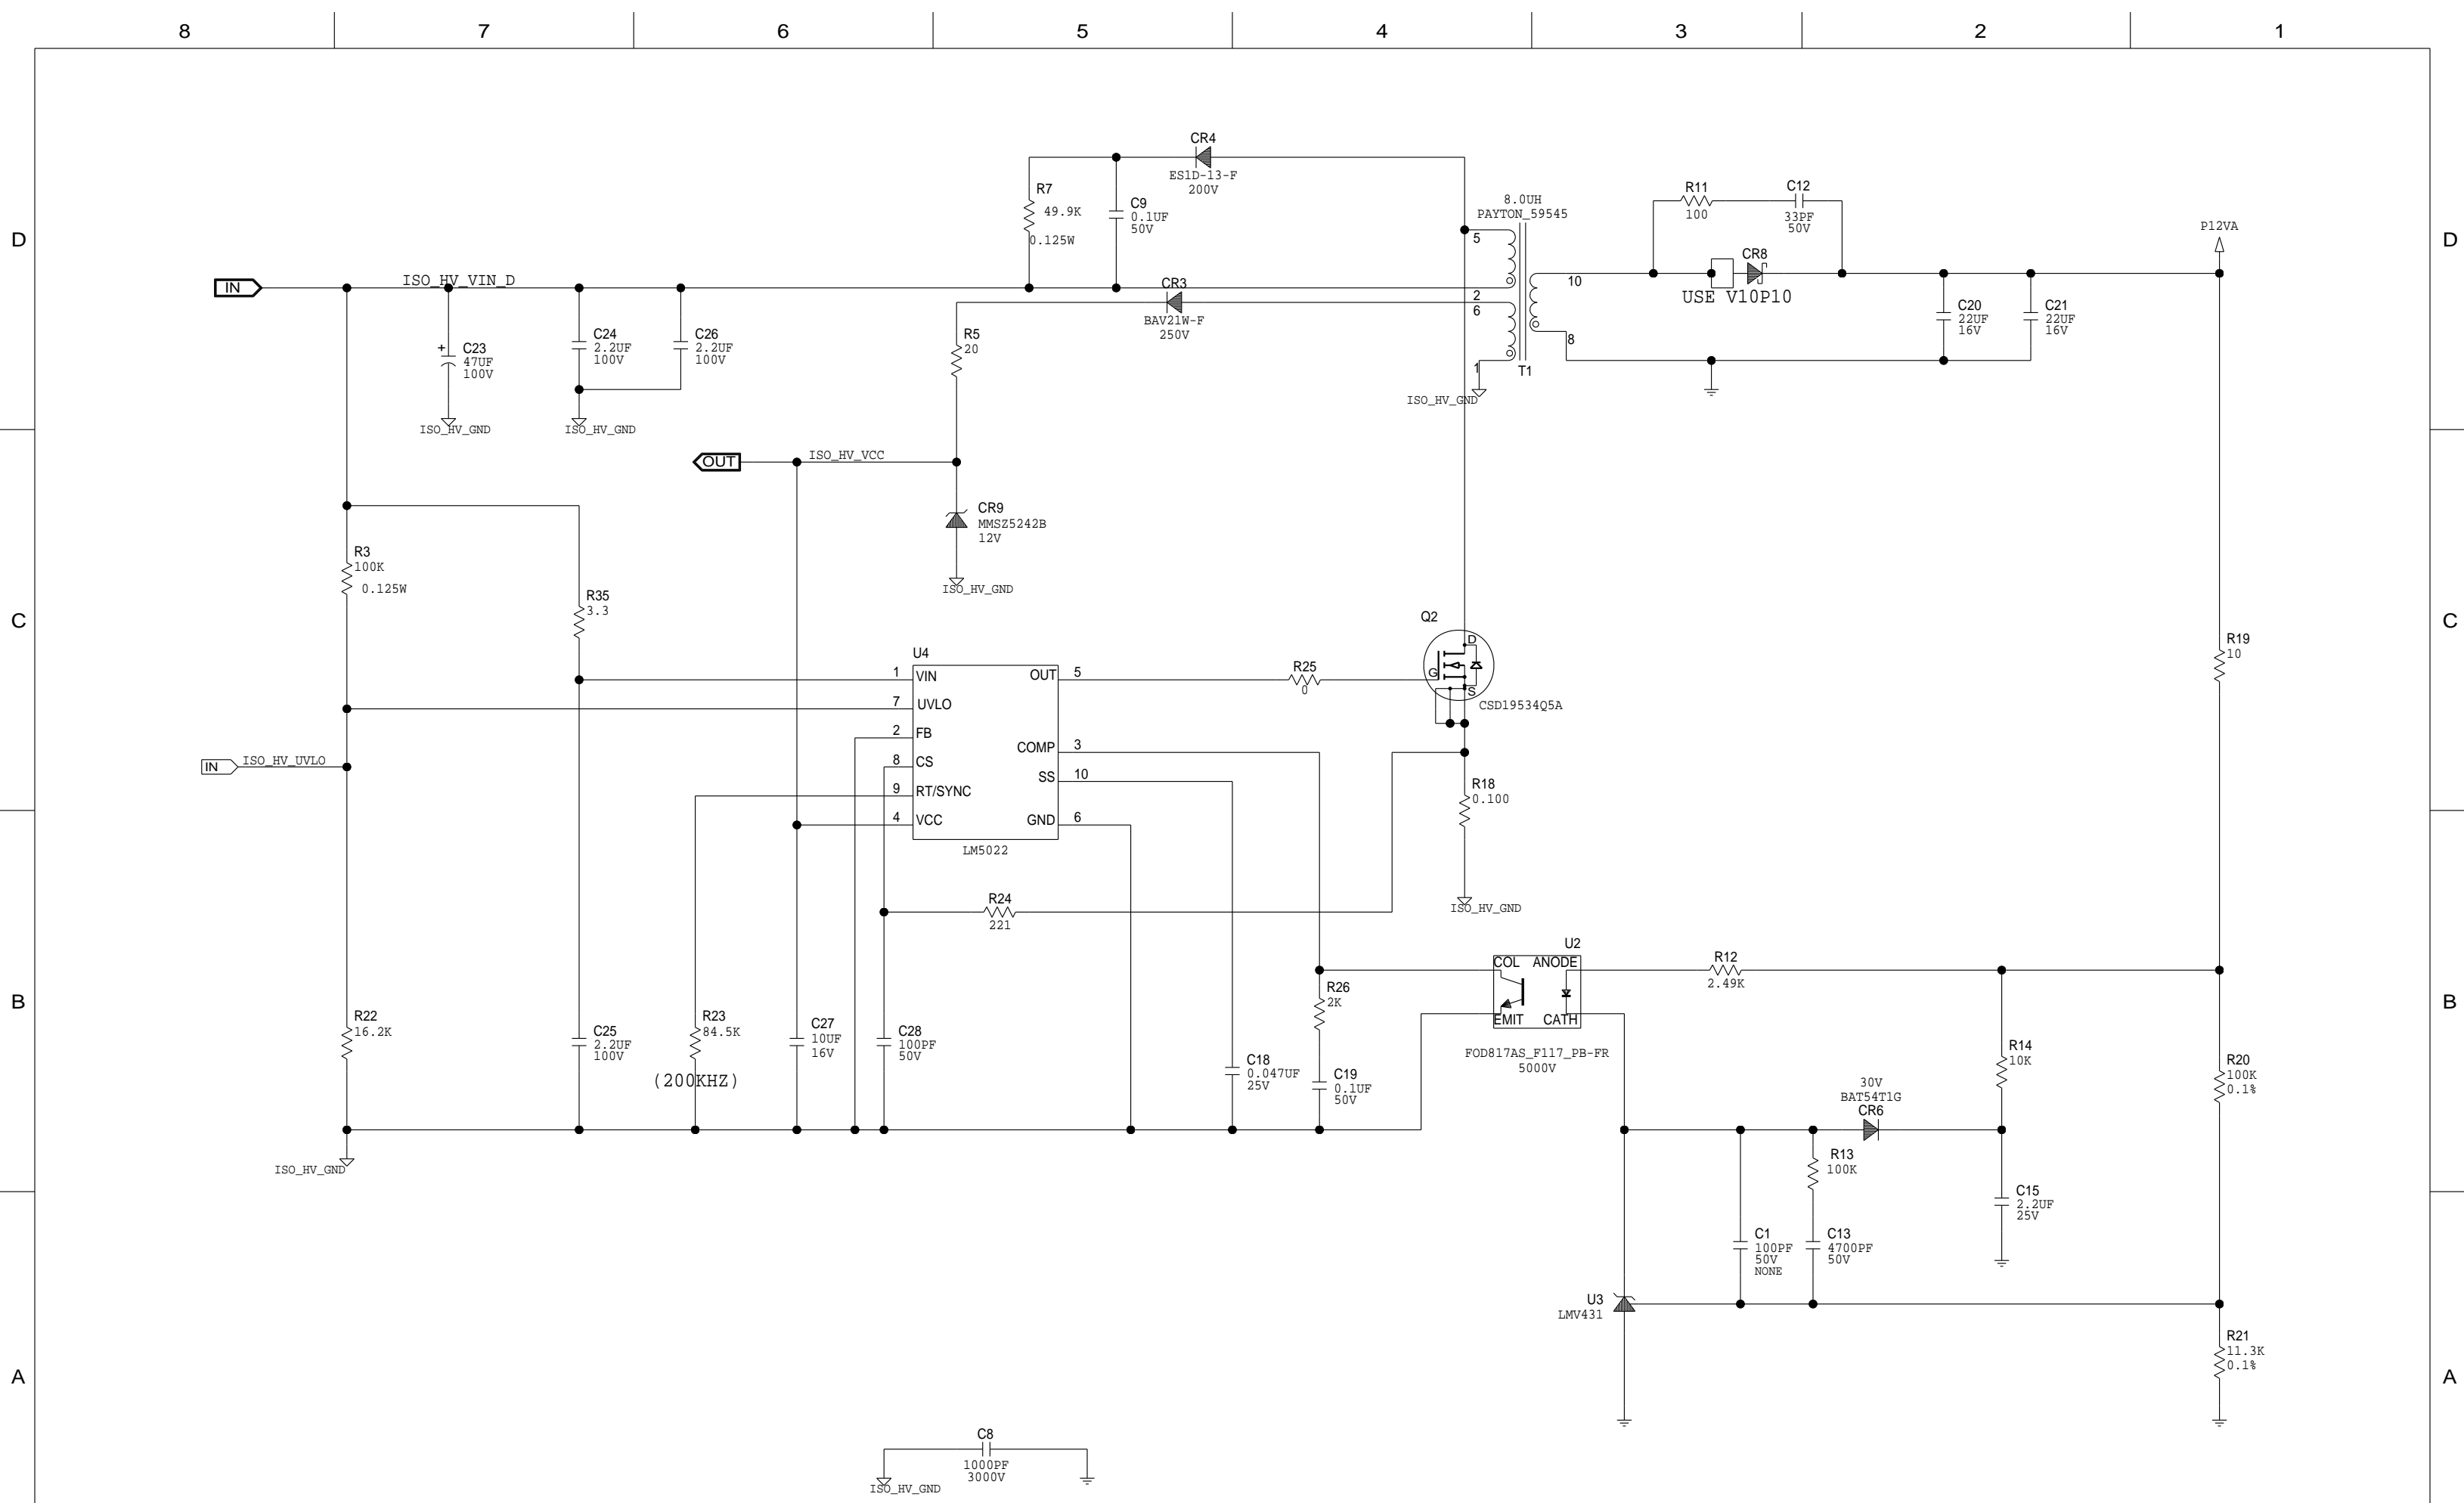 8 7 6 5 4 3 2 1
CR4
ES1D-13-F
200V
R7
49.9K
0.125W
C9
0.1UF
50V
8.0UH
PAYTON_59545
5
2
6
1
10
8
T1
ISO_HV_GND
R11
100
C12
33PF
50V
CR8
USE V10P10
P12VA
D
D
IN
ISO_HV_VIN_D
CR3
BAV21W-F
250V
R5
20
C23
+
47UF
100V
ISO_HV_GND
C24
2.2UF
100V
ISO_HV_GND
C26
2.2UF
100V
C20
22UF
16V
C21
22UF
16V
OUT
ISO_HV_VCC
CR9
MMSZ5242B
12V
ISO_HV_GND
R3
100K
0.125W
R35
3.3
C
C
Q2
D
G
S
CSD19534Q5A
R19
10
U4
1 VIN
7 UVLO
2 FB
8 CS
9 RT/SYNC
4 VCC
OUT 5
COMP 3
SS 10
GND 6
LM5022
R25
0
IN
ISO_HV_UVLO
R18
0.100
ISO_HV_GND
R24
221
U2
COL ANODE
EMIT CATH
FOD817AS_F117_PB-FR
5000V
R12
2.49K
B
B
R22
16.2K
C25
2.2UF
100V
R23
84.5K
(200KHZ)
C27
10UF
16V
C28
100PF
50V
C18
0.047UF
25V
R26
2K
C19
0.1UF
50V
R14
10K
R20
100K
0.1%
30V
BAT54T1G
CR6
ISO_HV_GND
R13
100K
C15
2.2UF
25V
C1
100PF
50V
NONE
C13
4700PF
50V
U3
LMV431
R21
11.3K
0.1%
A
A
C8
1000PF
3000V
ISO_HV_GND